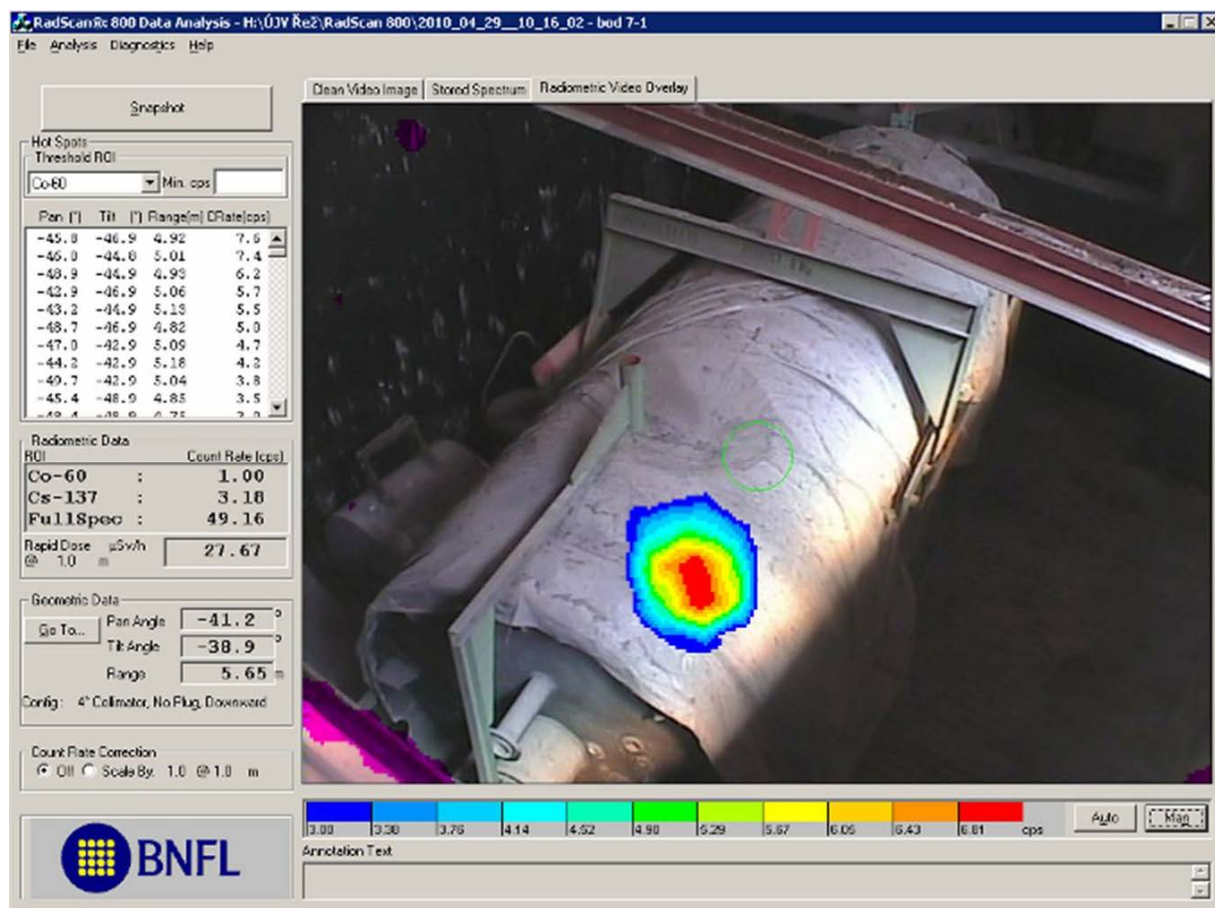 RadScan®: 800 Data Analysis - H:\ÚJV Řež\RadScan 800\2010_04_29__10_16_02 - bod 7-1
File Analysis Diagnostics Help
Snapshot
Clean Video Image Stored Spectrum Radiometric Video Overlay
Hot Spots
Threshold ROI
Co-60 Min. cps
Pan (°) Tilt (°) Range(m) CRate(cps)
-45.8 -46.9 4.92 7.6
-46.0 -44.8 5.01 7.4
-48.9 -44.9 4.93 6.2
-42.9 -46.9 5.06 5.7
-43.2 -44.9 5.13 5.5
-48.7 -46.9 4.82 5.0
-47.0 -42.9 5.09 4.7
-44.2 -42.9 5.18 4.2
-49.7 -42.9 5.04 3.8
-45.4 -48.9 4.85 3.5
Radiometric Data
ROI Count Rate (cps)
Co-60 : 1.00
Cs-137 : 3.18
FullSpec : 49.16
Rapid Dose µSv/h 27.67
@ 1.0 m
Geometric Data
Go To... Pan Angle -41.2 °
Tilt Angle -38.9 °
Range 5.65 m
Config: 4° Collimator, No Plug, Downward
Count Rate Correction
Off Scale By: 1.0 @ 1.0 m
3.00 3.38 3.76 4.14 4.52 4.90 5.29 5.67 6.05 6.43 6.81 cps Auto Man
Annotation Text
BNFL